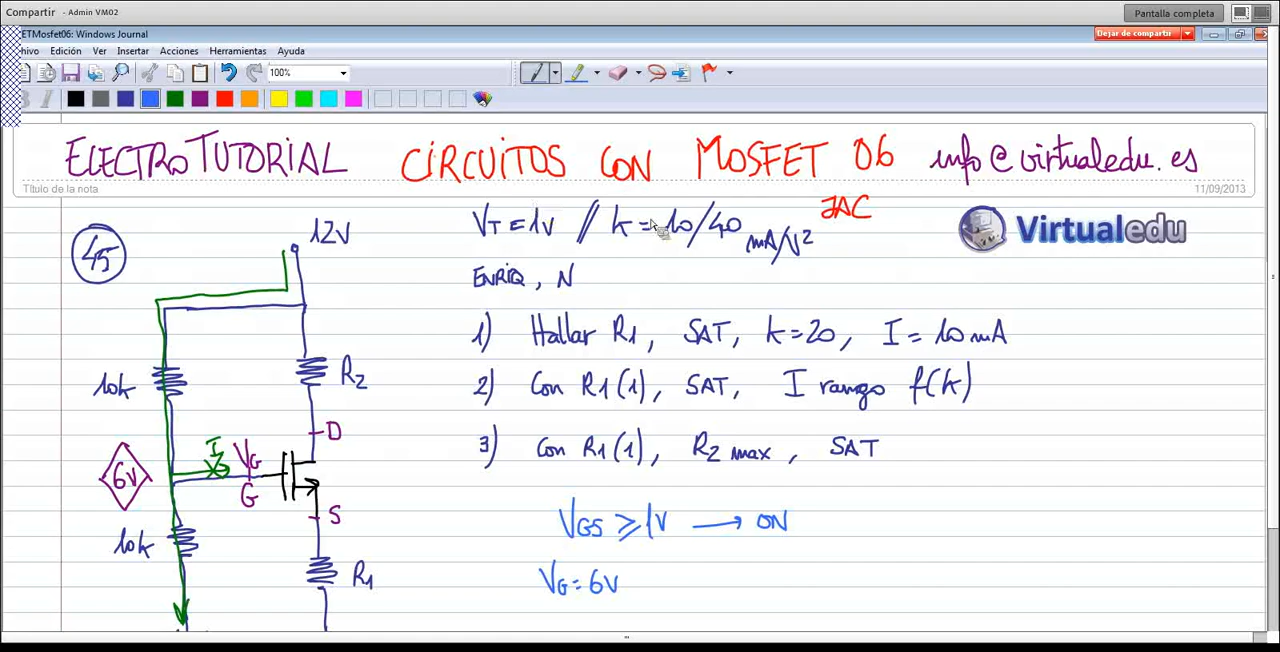 Compartir - Admin VM02
Pantalla completa
ETMosfet06: Windows Journal
Dejar de compartir
hivo Edición Ver Insertar Acciones Herramientas Ayuda
100%
ELECTROTUTORIAL CIRCUITOS CON MOSFET 06 info@virtualedu.es
Título de la nota
11/09/2013
JAC
VT = 1V // k = 10/40 mA/V²
Virtualedu
45
12V
ENRIQ, N
1) Hallar R1, SAT, k=20, I = 10mA
10k
R2
2) Con R1(1), SAT, I rango f(k)
D
3) Con R1(1), R2 max, SAT
6V
I
VG
G
S
VGS ≥ 1V → ON
10k
R1
VG = 6V